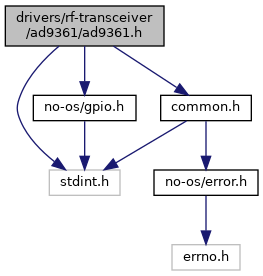 drivers/rf-transceiver
/ad9361/ad9361.h
no-os/gpio.h
common.h
stdint.h
no-os/error.h
errno.h